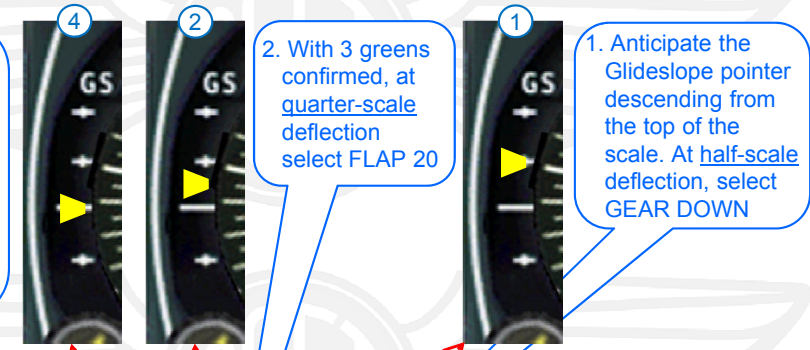 4
GS
2
GS
2. With 3 greens
confirmed, at
quarter-scale
deflection
select FLAP 20
1
GS
1. Anticipate the
Glideslope pointer
descending from
the top of the
scale. At half-scale
deflection, select
GEAR DOWN